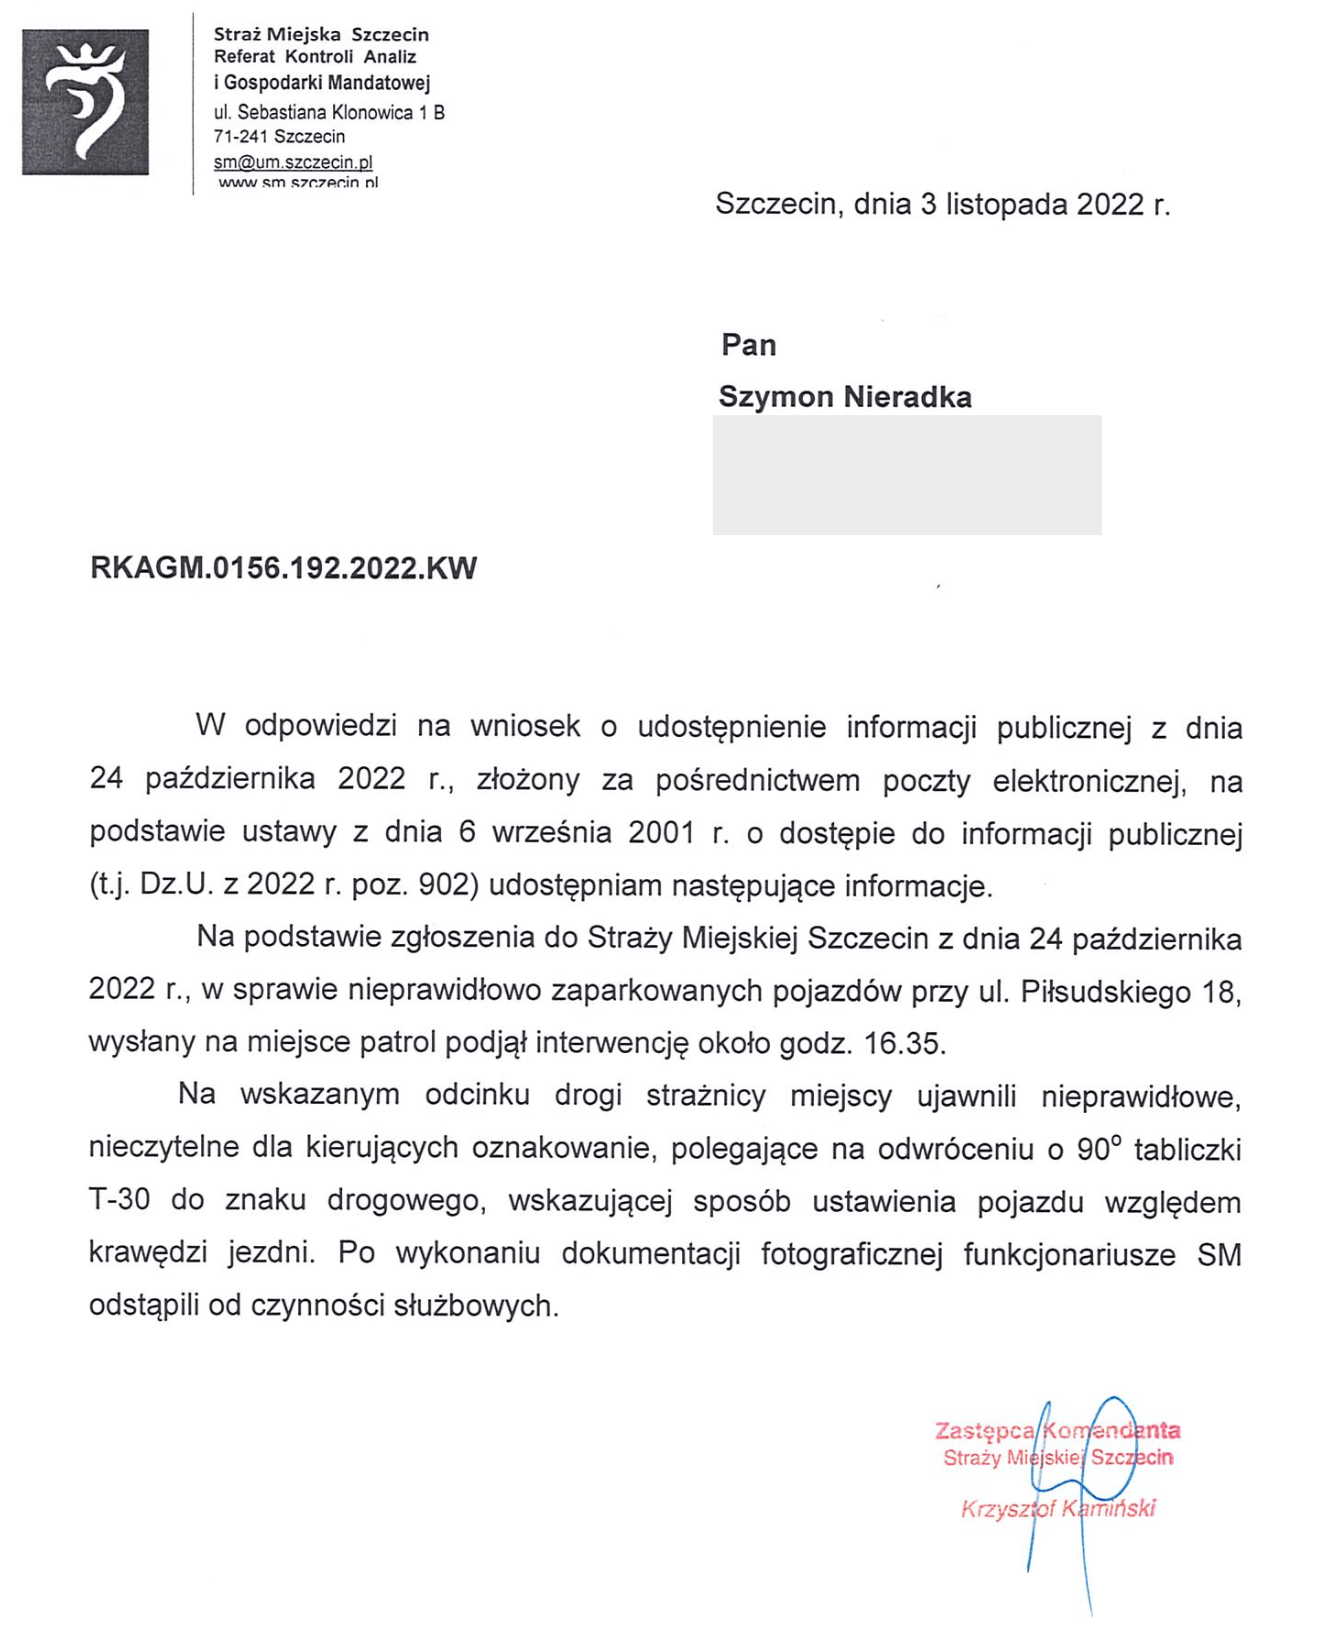 Straż Miejska Szczecin
Referat Kontroli Analiz
i Gospodarki Mandatowej
ul. Sebastiana Klonowica 1 B
71-241 Szczecin
sm@um.szczecin.pl
www.sm.szczecin.pl
Szczecin, dnia 3 listopada 2022 r.
Pan
Szymon Nieradka
RKAGM.0156.192.2022.KW
W odpowiedzi na wniosek o udostępnienie informacji publicznej z dnia
24 października 2022 r., złożony za pośrednictwem poczty elektronicznej, na
podstawie ustawy z dnia 6 września 2001 r. o dostępie do informacji publicznej
(t.j. Dz.U. z 2022 r. poz. 902) udostępniam następujące informacje.
Na podstawie zgłoszenia do Straży Miejskiej Szczecin z dnia 24 października
2022 r., w sprawie nieprawidłowo zaparkowanych pojazdów przy ul. Piłsudskiego 18,
wysłany na miejsce patrol podjął interwencję około godz. 16.35.
Na wskazanym odcinku drogi strażnicy miejscy ujawnili nieprawidłowe,
nieczytelne dla kierujących oznakowanie, polegające na odwróceniu o 90º tabliczki
T-30 do znaku drogowego, wskazującej sposób ustawienia pojazdu względem
krawędzi jezdni. Po wykonaniu dokumentacji fotograficznej funkcjonariusze SM
odstąpili od czynności służbowych.
Zastępca Komendanta
Straży Miejskiej Szczecin
Krzysztof Kamiński